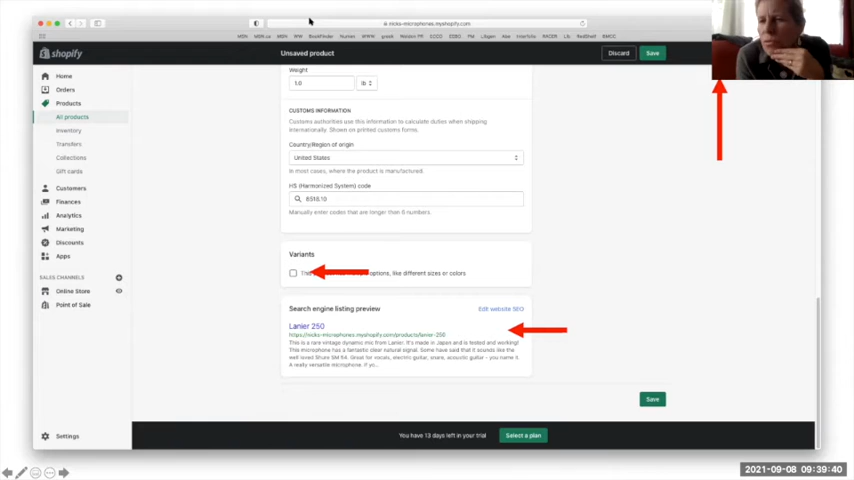 nicks-microphones.myshopify.com
shopify
Unsaved product
Discard
Save
Home
Orders
Products
All products
Inventory
Transfers
Collections
Gift cards
Customers
Finances
Analytics
Marketing
Discounts
Apps
SALES CHANNELS
Online Store
Point of Sale
Settings
Weight
1.0
lb
CUSTOMS INFORMATION
Customs authorities use this information to calculate duties when shipping
internationally. Shown on printed customs forms.
Country/Region of origin
United States
In most cases, where the product is manufactured.
HS (Harmonized System) code
8518.10
Manually enter codes that are longer than 6 numbers.
Variants
options, like different sizes or colors
Search engine listing preview
Edit website SEO
Lanier 250
https://nicks-microphones.myshopify.com/products/lanier-250
This is a rare vintage dynamic mic from Lanier. It's made in Japan and is tested and working!
This microphone has a fantastic clear natural signal. Some have said that it sounds like the
well loved Shure SM 54. Great for vocals, electric guitar, snare, acoustic guitar – you name it.
A really versatile microphone. If yo...
Save
You have 13 days left in your trial
Select a plan
2021-09-08 09:39:40